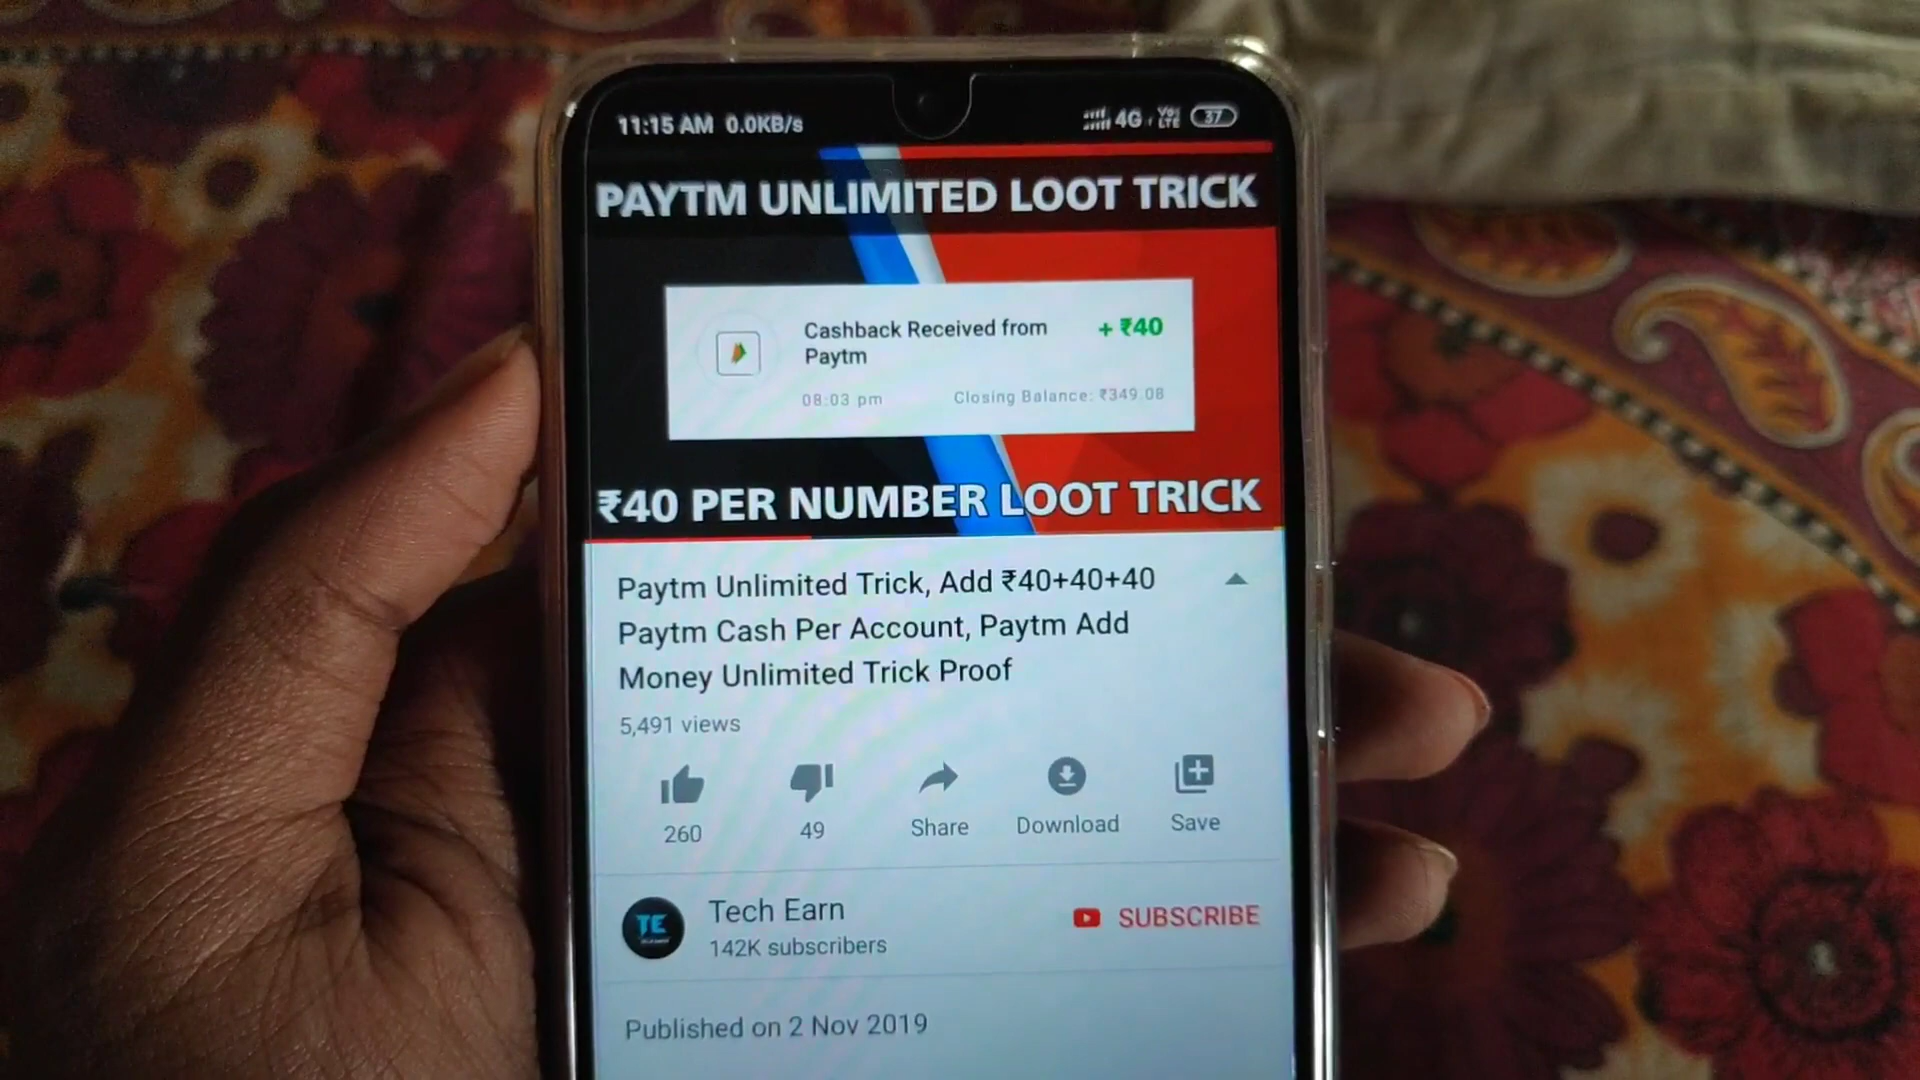 11:15 AM 0.0KB/s 4G Vo) LTE 37
PAYTM UNLIMITED LOOT TRICK
Cashback Received from + ₹40
Paytm
08:03 pm Closing Balance: ₹349.08
₹40 PER NUMBER LOOT TRICK
Paytm Unlimited Trick, Add ₹40+40+40
Paytm Cash Per Account, Paytm Add
Money Unlimited Trick Proof
5,491 views
260 49 Share Download Save
TE
Tech Earn SUBSCRIBE
142K subscribers
Published on 2 Nov 2019